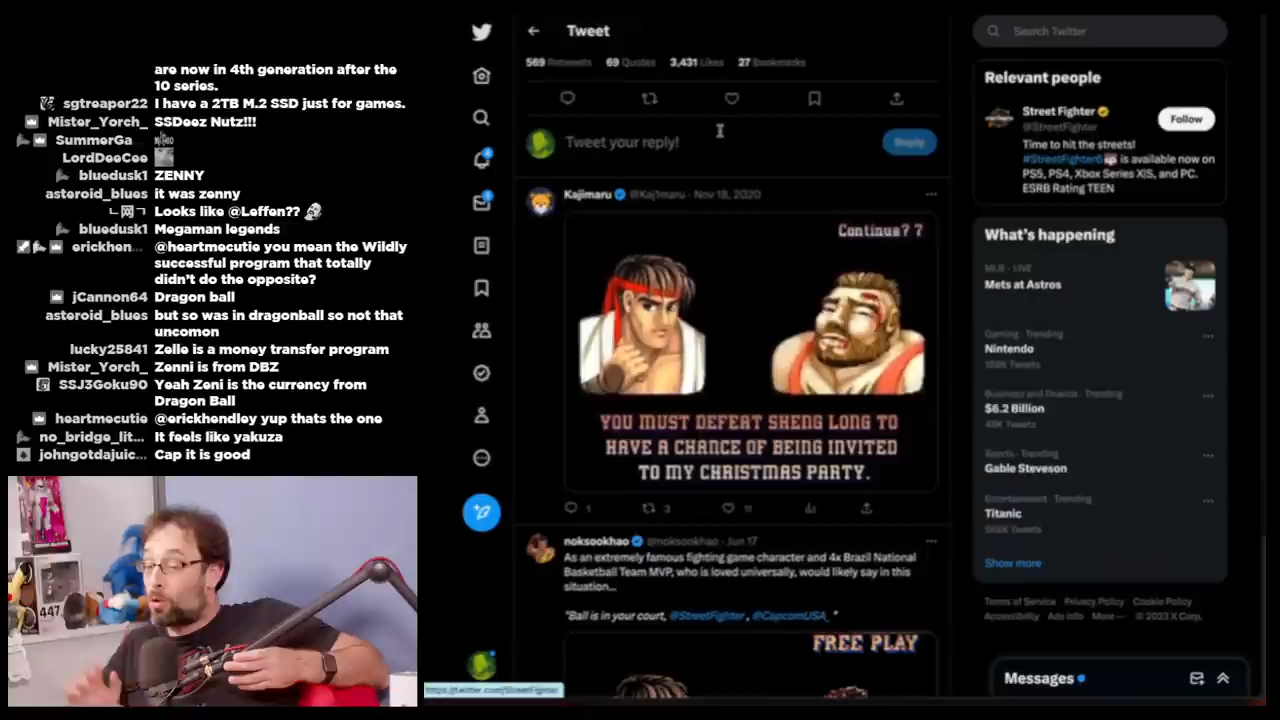 are now in 4th generation after the
10 series.
sgtreaper22 I have a 2TB M.2 SSD just for games.
Mister_Yorch_ SSDeez Nutz!!!
SummerGa
LordDeeCee
bluedusk1 ZENNY
asteroid_blues it was zenny
ㄴ网ㄱ Looks like @Leffen??
bluedusk1 Megaman legends
erickhen... @heartmecutie you mean the Wildly
successful program that totally
didn't do the opposite?
jCannon64 Dragon ball
asteroid_blues but so was in dragonball so not that
uncomon
lucky25841 Zelle is a money transfer program
Mister_Yorch_ Zenni is from DBZ
SSJ3Goku90 Yeah Zeni is the currency from
Dragon Ball
heartmecutie @erickhendley yup thats the one
no_bridge_lit... It feels like yakuza
johngotdajuic... Cap it is good
447
Tweet
569 Retweets 69 Quotes 3,431 Likes 27 Bookmarks
Tweet your reply!
Reply
Kajimaru @Kaj1maru · Nov 18, 2020
Continue? 7
YOU MUST DEFEAT SHENG LONG TO
HAVE A CHANCE OF BEING INVITED
TO MY CHRISTMAS PARTY.
1 3 11
noksookhao @noksookhao · Jun 17
As an extremely famous fighting game character and 4x Brazil National
Basketball Team MVP, who is loved universally, would likely say in this
situation...
"Ball is in your court, @StreetFighter, @CapcomUSA_"
FREE PLAY
https://twitter.com/StreetFighter
Search Twitter
Relevant people
Street Fighter
@StreetFighter
Follow
Time to hit the streets!
#StreetFighter6 is available now on
PS5, PS4, Xbox Series X|S, and PC.
ESRB Rating TEEN
What's happening
MLB · LIVE
Mets at Astros
Gaming · Trending
Nintendo
Business and finance · Trending
$6.2 Billion
Sports · Trending
Gable Steveson
Entertainment · Trending
Titanic
Show more
Terms of Service Privacy Policy Cookie Policy
Accessibility Ads info More ··· © 2023 X Corp.
Messages